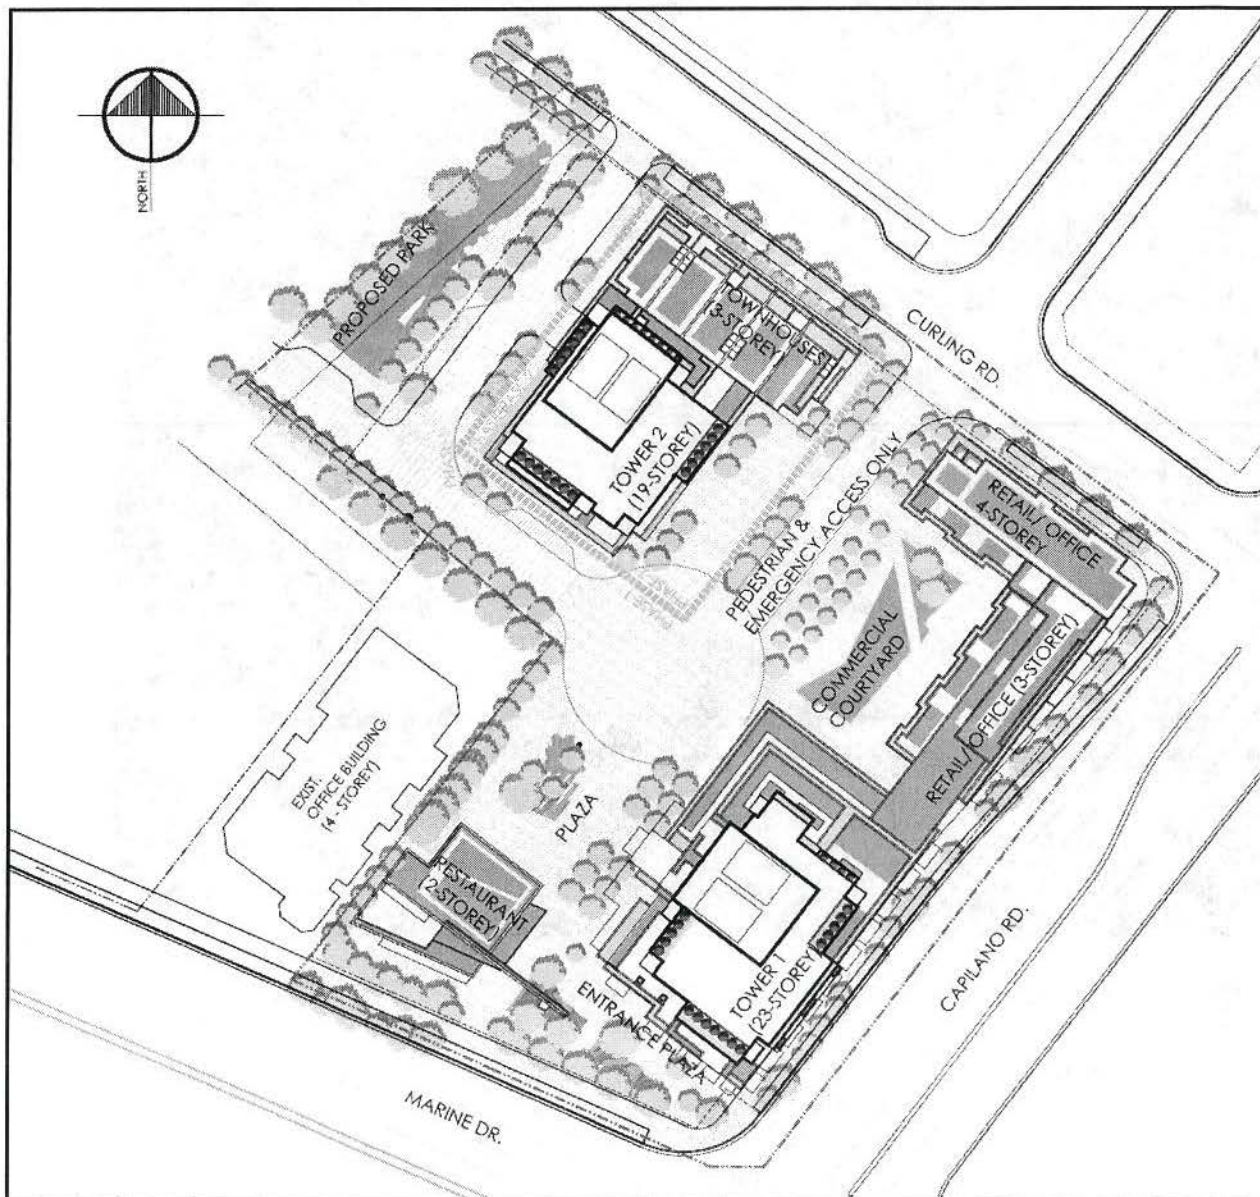 NORTH
PROPOSED PARK
TOWNHOUSES
(3-STOREY)
CURLING RD.
TOWER 2
(19-STOREY)
PEDESTRIAN &
EMERGENCY ACCESS ONLY
RETAIL/ OFFICE
4-STOREY
COMMERCIAL
COURTYARD
RETAIL/ OFFICE (3-STOREY)
EXIST.
OFFICE BUILDING
(4 - STOREY)
PLAZA
RESTAURANT
2-STOREY)
TOWER 1
(23-STOREY)
ENTRANCE PLAZA
CAPILANO RD.
MARINE DR.